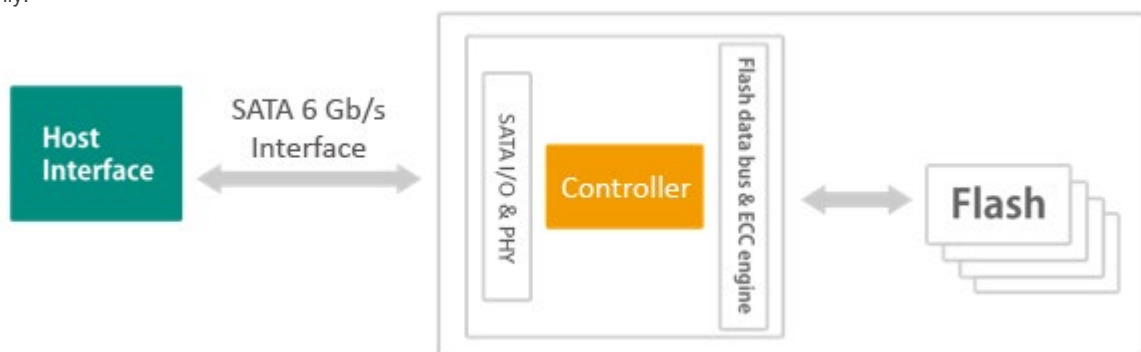 Host
Interface
SATA 6 Gb/s
Interface
SATA I/O & PHY
Controller
Flash data bus & ECC engine
Flash